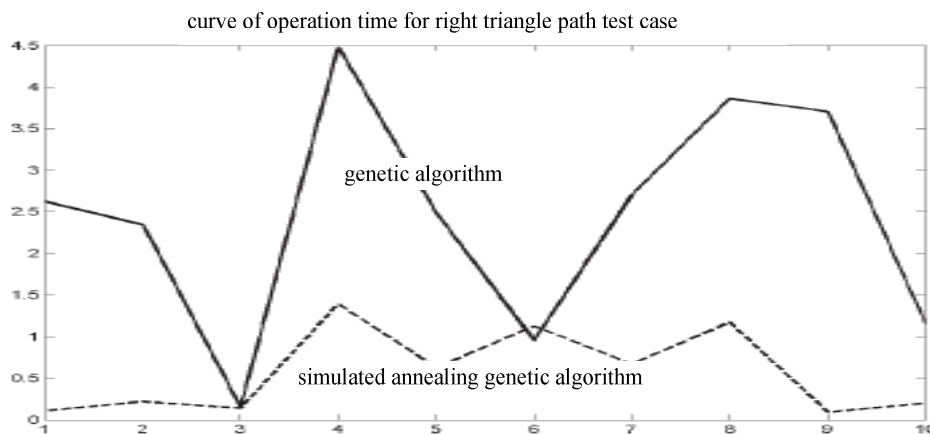 curve of operation time for right triangle path test case
4.5
4
3.5
3
2.5
2
1.5
1
0.5
0
genetic algorithm
simulated annealing genetic algorithm
1 2 3 4 5 6 7 8 9 10